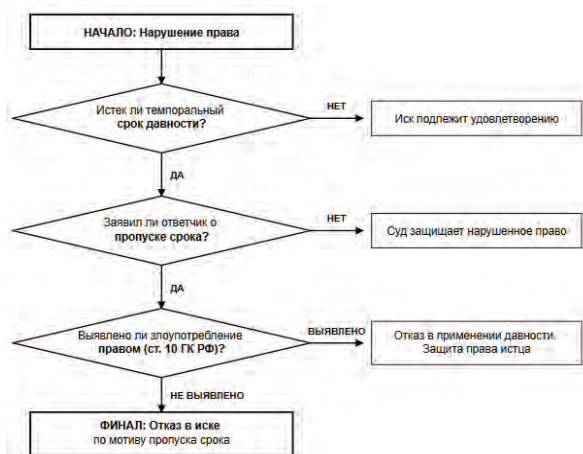 НАЧАЛО: Нарушение права
Истек ли темпоральный
срок давности?
НЕТ
Иск подлежит удовлетворению
ДА
Заявил ли ответчик о
пропуске срока?
НЕТ
Суд защищает нарушенное право
ДА
Выявлено ли злоупотребление
правом (ст. 10 ГК РФ)?
ВЫЯВЛЕНО
Отказ в применении давности.
Защита права истца
НЕ ВЫЯВЛЕНО
ФИНАЛ: Отказ в иске
по мотиву пропуска срока